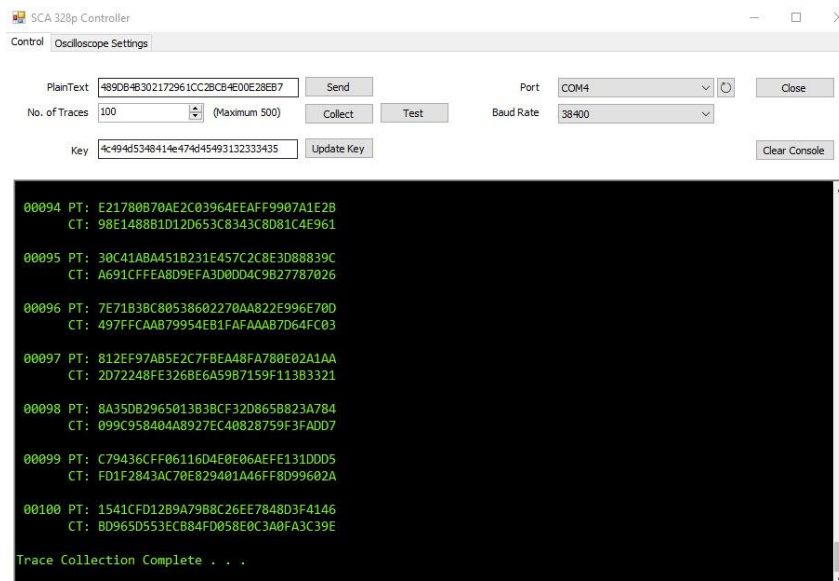 SCA 328p Controller
Control Oscilloscope Settings
PlainText 489DB4B302172961CC2BCB4E00E28EB7 Send Port COM4 Close
No. of Traces 100 (Maximum 500) Collect Test Baud Rate 38400
Key 4c494d5348414e474d45493132333435 Update Key Clear Console
00094 PT: E21780B70AE2C03964EEAFF9907A1E2B
CT: 98E1488B1D12D653C8343C8D81C4E961
00095 PT: 30C41ABA451B231E457C2C8E3D88839C
CT: A691CFFEA8D9EFA3D0DD4C9B27787026
00096 PT: 7E71B3BC80538602270AA822E996E70D
CT: 497FFCAAB79954EB1FAFAAAB7D64FC03
00097 PT: 812EF97AB5E2C7FBEA48FA780E02A1AA
CT: 2D72248FE326BE6A59B7159F113B3321
00098 PT: 8A35DB2965013B3BCF32D865B823A784
CT: 099C958404A8927EC40828759F3FADD7
00099 PT: C79436CFF06116D4E0E06AEFE131DDD5
CT: FD1F2843AC70E829401A46FF8D99602A
00100 PT: 1541CFD12B9A79B8C26EE7848D3F4146
CT: BD965D553ECB84FD058E0C3A0FA3C39E
Trace Collection Complete . . .